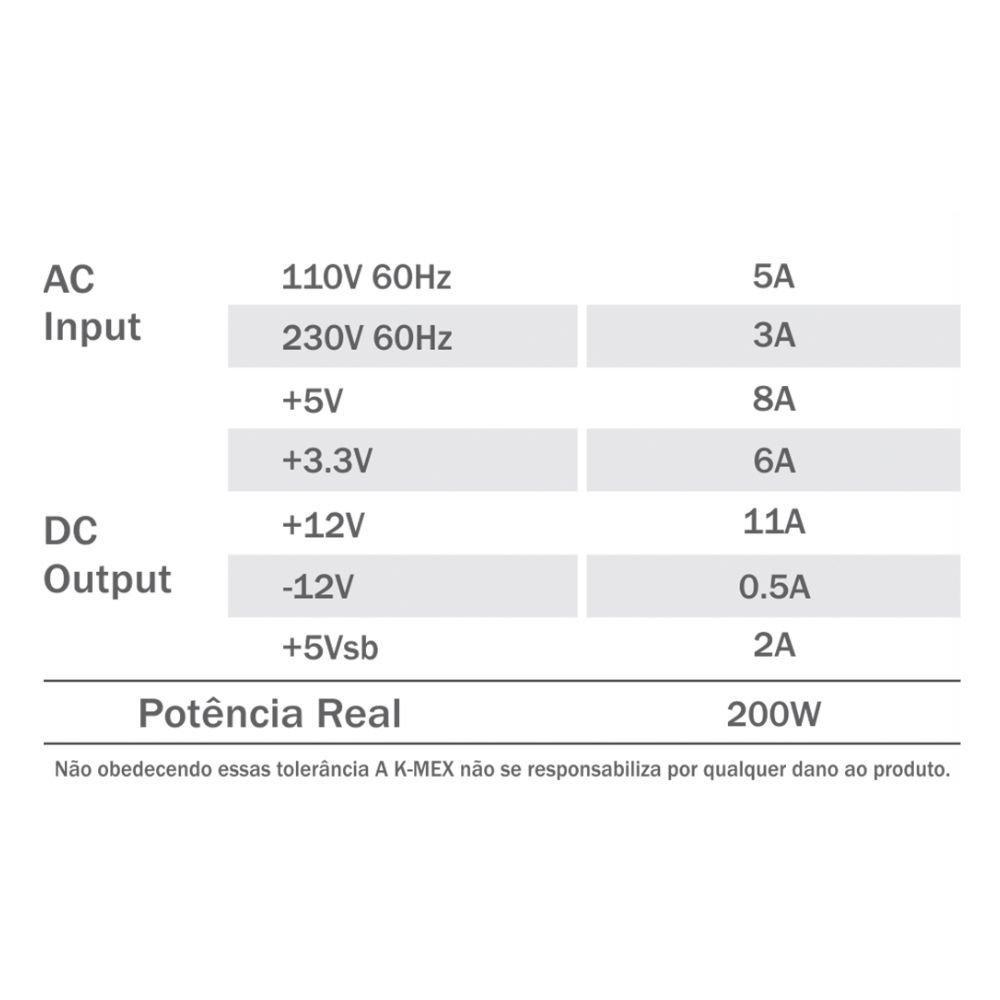 AC
Input
110V 60Hz 5A
230V 60Hz 3A
+5V 8A
+3.3V 6A
DC
Output
+12V 11A
-12V 0.5A
+5Vsb 2A
Potência Real 200W
Não obedecendo essas tolerância A K-MEX não se responsabiliza por qualquer dano ao produto.